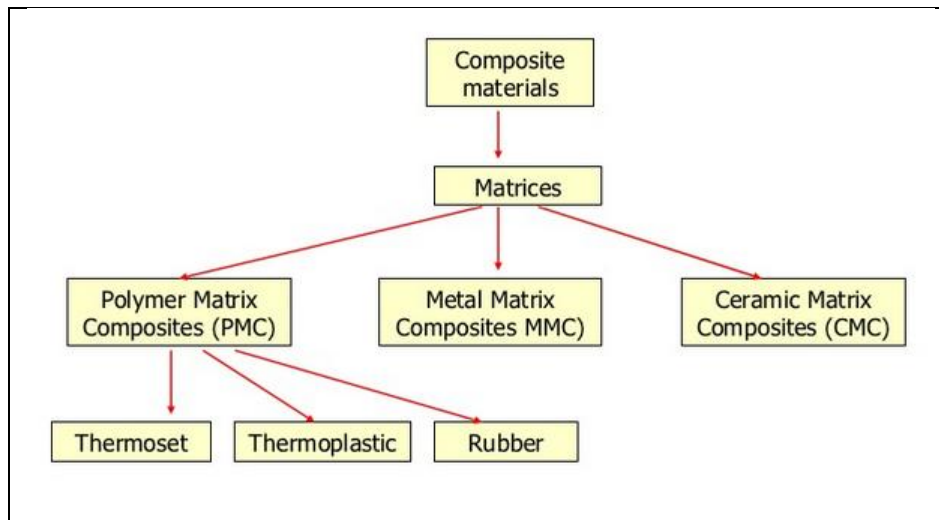 Composite
materials
Matrices
Polymer Matrix
Composites (PMC)
Metal Matrix
Composites MMC)
Ceramic Matrix
Composites (CMC)
Thermoset
Thermoplastic
Rubber